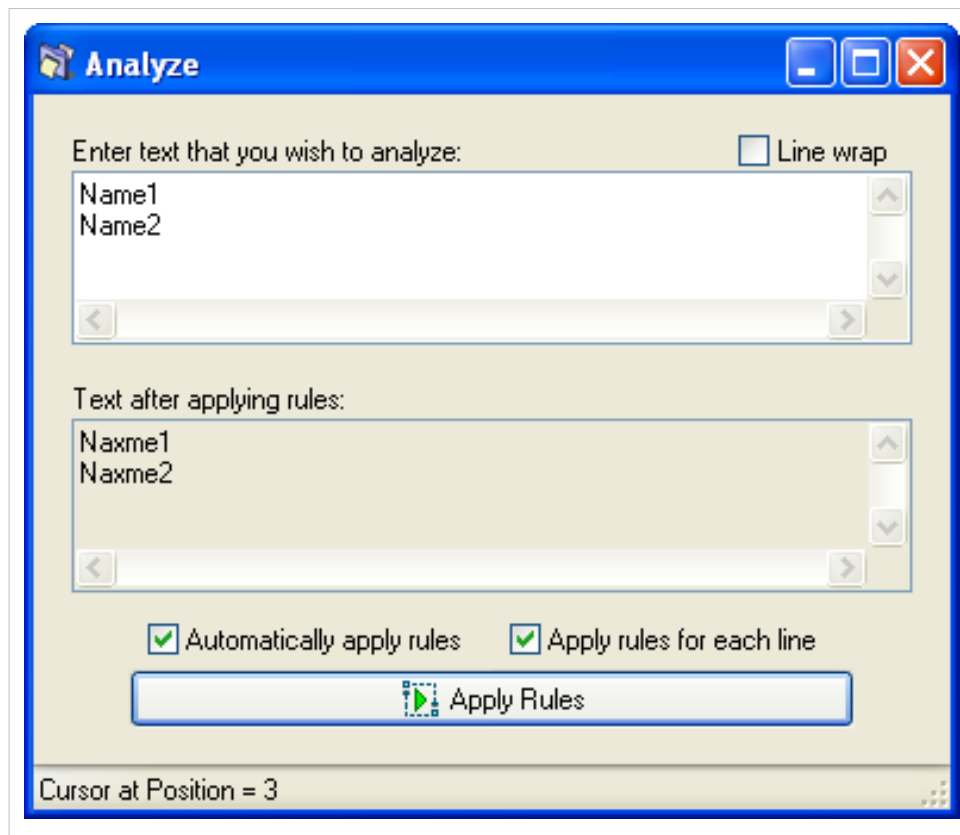 Analyze
Enter text that you wish to analyze: Line wrap
Name1
Name2
Text after applying rules:
Naxme1
Naxme2
Automatically apply rules Apply rules for each line
Apply Rules
Cursor at Position = 3